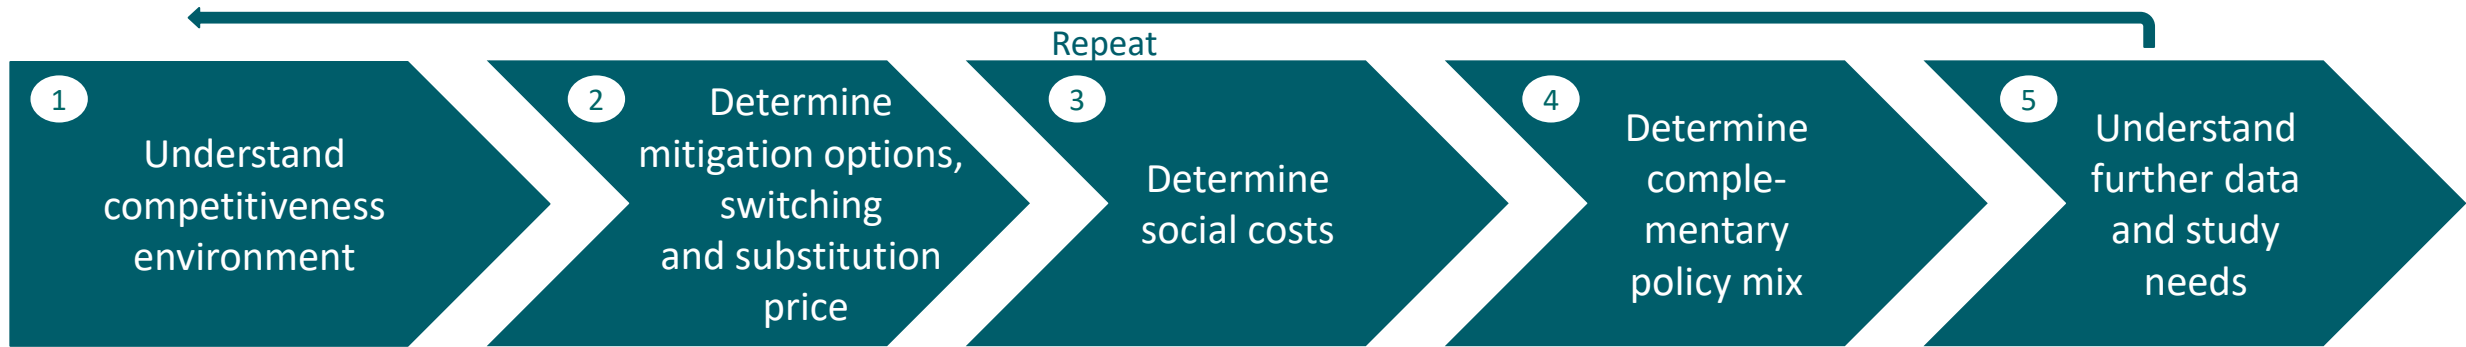 Repeat
1
Understand
competitiveness
environment
2
Determine
mitigation options,
switching
and substitution
price
3
Determine
social costs
4
Determine
comple-
mentary
policy mix
5
Understand
further data
and study
needs